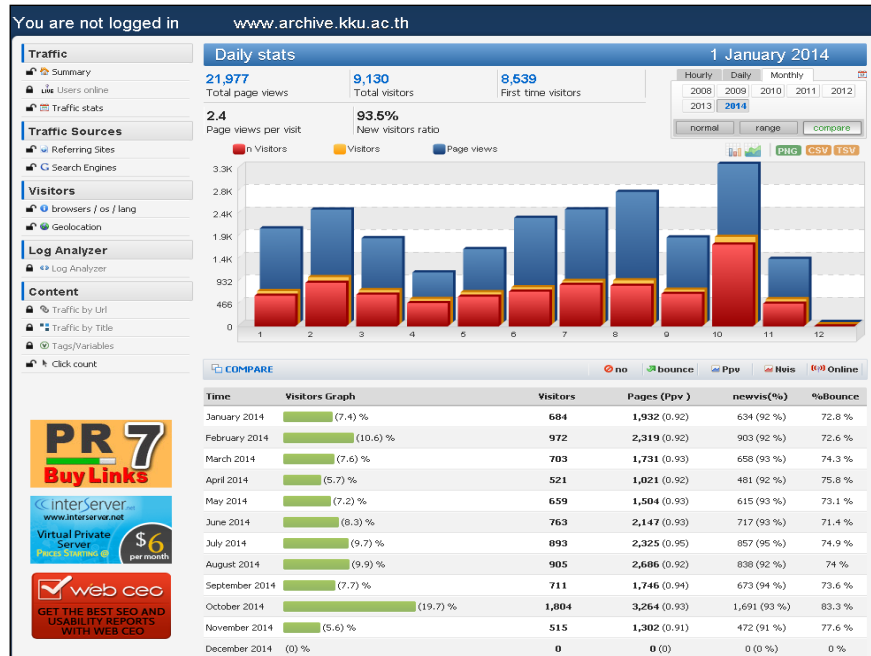 You are not logged in www.archive.kku.ac.th
Traffic
Summary
LIVE Users online
Traffic stats
Traffic Sources
Referring Sites
G Search Engines
Visitors
browsers / os / lang
Geolocation
Log Analyzer
Log Analyzer
Content
Traffic by Url
Traffic by Title
Tags/Variables
Click count
PR 7
Buy Links
interServer.net
www.interserver.net
Virtual Private
Server
PRICES STARTING @
$6
per month
web ceo
GET THE BEST SEO AND
USABILITY REPORTS
WITH WEB CEO
Daily stats 1 January 2014
21,977 9,130 8,539
Total page views Total visitors First time visitors
2.4 93.5%
Page views per visit New visitors ratio
Hourly Daily Monthly
2008 2009 2010 2011 2012
2013 2014
normal range compare
n Visitors Visitors Page views
PNG CSV TSV
3.3K
2.8K
2.4K
1.9K
1.4K
932
466
0
1 2 3 4 5 6 7 8 9 10 11 12
COMPARE no bounce Ppv Nvis Online
Time Visitors Graph Visitors Pages (Ppv ) newvis(%) %Bounce
January 2014 (7.4) % 684 1,932 (0.92) 634 (92 %) 72.8 %
February 2014 (10.6) % 972 2,319 (0.92) 903 (92 %) 72.6 %
March 2014 (7.6) % 703 1,731 (0.92) 658 (93 %) 74.3 %
April 2014 (5.7) % 521 1,021 (0.92) 481 (92 %) 75.8 %
May 2014 (7.2) % 659 1,504 (0.93) 615 (93 %) 73.1 %
June 2014 (8.3) % 763 2,147 (0.93) 717 (93 %) 71.4 %
July 2014 (9.7) % 893 2,325 (0.95) 857 (95 %) 74.9 %
August 2014 (9.9) % 905 2,686 (0.92) 838 (92 %) 74 %
September 2014 (7.7) % 711 1,746 (0.94) 673 (94 %) 73.6 %
October 2014 (19.7) % 1,804 3,264 (0.93) 1,691 (93 %) 83.3 %
November 2014 (5.6) % 515 1,302 (0.91) 472 (91 %) 77.6 %
December 2014 (0) % 0 0 (0) 0 (0 %) 0 %